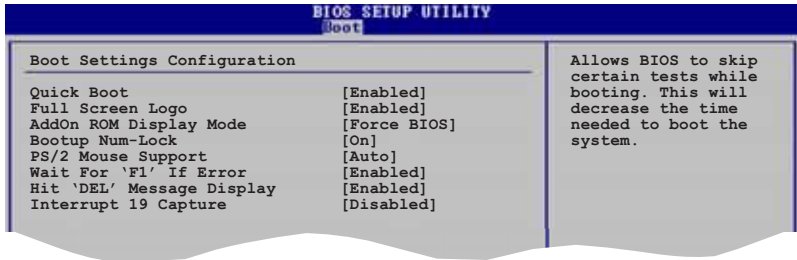 BIOS SETUP UTILITY
Boot
Boot Settings Configuration
Quick Boot [Enabled]
Full Screen Logo [Enabled]
AddOn ROM Display Mode [Force BIOS]
Bootup Num-Lock [On]
PS/2 Mouse Support [Auto]
Wait For `F1' If Error [Enabled]
Hit `DEL' Message Display [Enabled]
Interrupt 19 Capture [Disabled]
Allows BIOS to skip
certain tests while
booting. This will
decrease the time
needed to boot the
system.